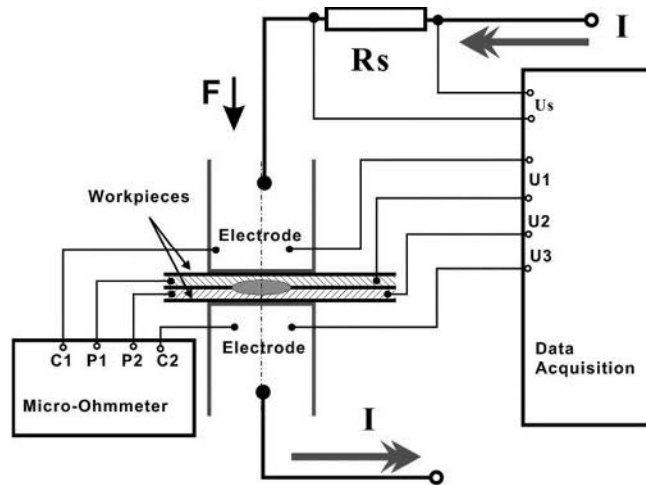 I
Rs
F
Us
U1
Workpieces
U2
Electrode
U3
C1 P1 P2 C2
Electrode
Data
Acquisition
Micro-Ohmmeter
I